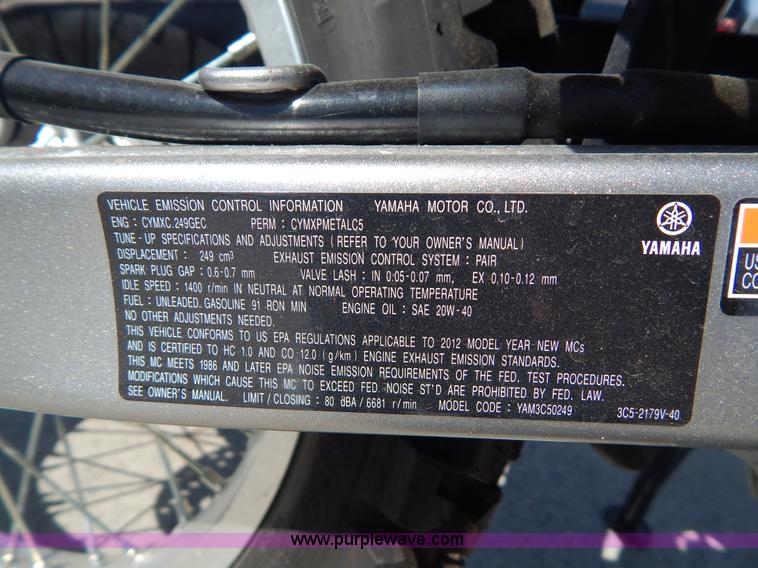 VEHICLE EMISSION CONTROL INFORMATION YAMAHA MOTOR CO., LTD.
ENG : CYMXC.249GEC PERM : CYMXPMETALC5
TUNE-UP SPECIFICATIONS AND ADJUSTMENTS (REFER TO YOUR OWNER'S MANUAL)
DISPLACEMENT : 249 cm³ EXHAUST EMISSION CONTROL SYSTEM : PAIR
SPARK PLUG GAP : 0.6-0.7 mm VALVE LASH : IN 0.05-0.07 mm, EX 0.10-0.12 mm
IDLE SPEED : 1400 r/min IN NEUTRAL AT NORMAL OPERATING TEMPERATURE
FUEL : UNLEADED GASOLINE 91 RON MIN ENGINE OIL : SAE 20W-40
NO OTHER ADJUSTMENTS NEEDED.
THIS VEHICLE CONFORMS TO US EPA REGULATIONS APPLICABLE TO 2012 MODEL YEAR NEW MCs
AND IS CERTIFIED TO HC 1.0 AND CO 12.0 (g/km) ENGINE EXHAUST EMISSION STANDARDS.
THIS MC MEETS 1986 AND LATER EPA NOISE EMISSION REQUIREMENTS OF THE FED. TEST PROCEDURES.
MODIFICATIONS WHICH CAUSE THIS MC TO EXCEED FED. NOISE ST'D ARE PROHIBITED BY FED. LAW.
SEE OWNER'S MANUAL. LIMIT / CLOSING : 80 dBA / 6681 r/min MODEL CODE : YAM3C50249 3C5-2179V-40
YAMAHA
US
CO
www.purplewave.com